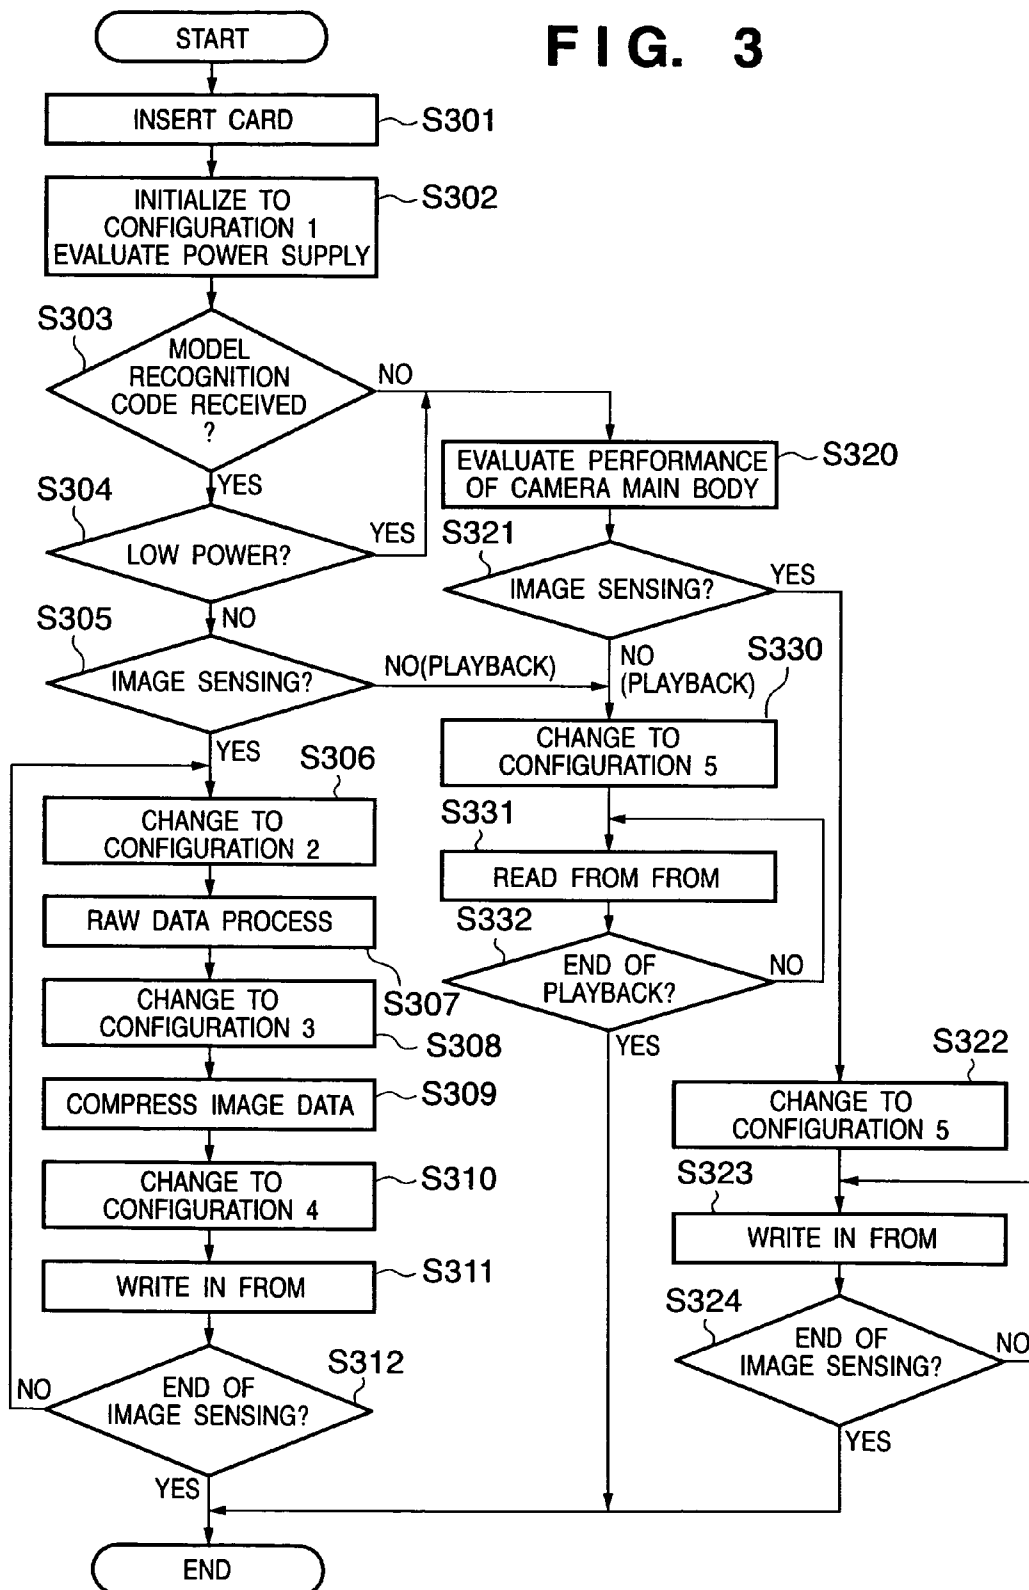 FIG. 3
START
INSERT CARD
S301
INITIALIZE TO
CONFIGURATION 1
EVALUATE POWER SUPPLY
S302
S303
MODEL
RECOGNITION
CODE RECEIVED
?
NO
YES
S304
LOW POWER?
YES
NO
S305
IMAGE SENSING?
NO(PLAYBACK)
YES
S306
CHANGE TO
CONFIGURATION 2
RAW DATA PROCESS
S307
CHANGE TO
CONFIGURATION 3
S308
COMPRESS IMAGE DATA
S309
CHANGE TO
CONFIGURATION 4
S310
WRITE IN FROM
S311
S312
END OF
IMAGE SENSING?
NO
YES
END
EVALUATE PERFORMANCE
OF CAMERA MAIN BODY
S320
S321
IMAGE SENSING?
YES
NO
(PLAYBACK)
S330
CHANGE TO
CONFIGURATION 5
S331
READ FROM FROM
S332
END OF
PLAYBACK?
NO
YES
S322
CHANGE TO
CONFIGURATION 5
S323
WRITE IN FROM
S324
END OF
IMAGE SENSING?
NO
YES